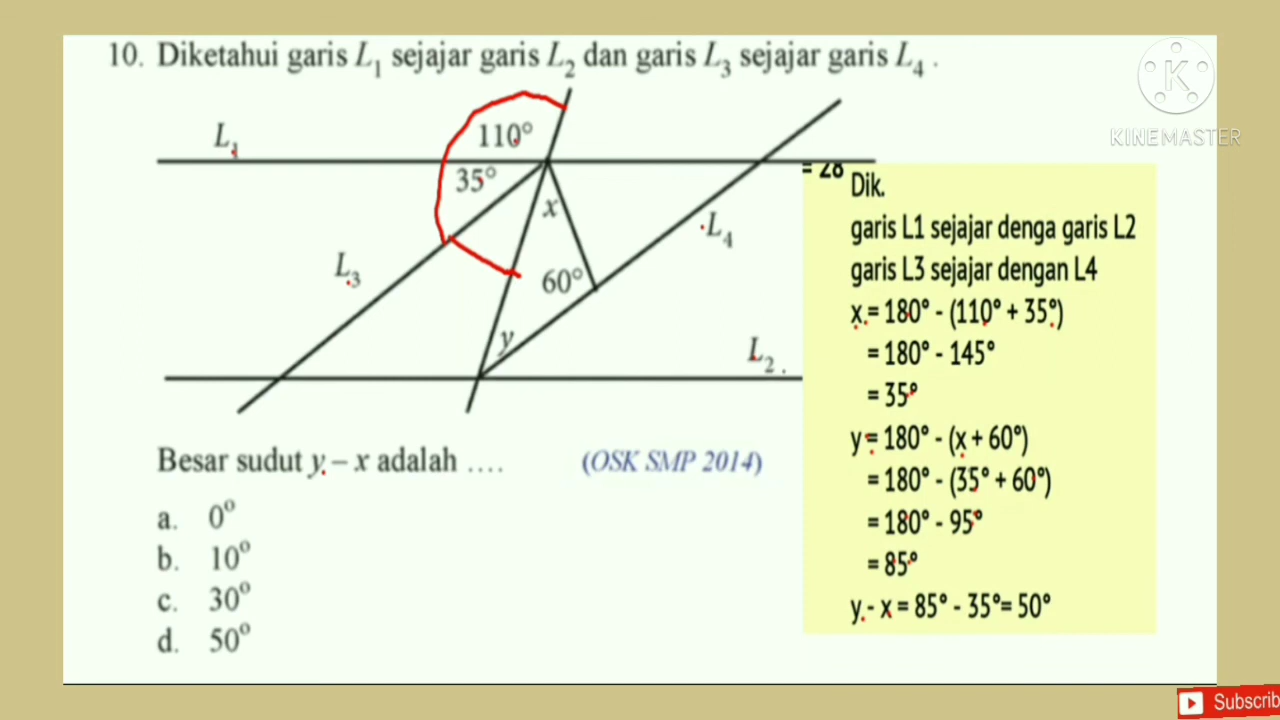 10. Diketahui garis L₁ sejajar garis L₂ dan garis L₃ sejajar garis L₄ .
KINEMASTER
L₁
110°
35°
x
L₄
L₃
60°
y
L₂ .
= 28
Dik.
garis L1 sejajar denga garis L2
garis L3 sejajar dengan L4
x = 180° - (110° + 35°)
= 180° - 145°
= 35°
y = 180° - (x + 60°)
= 180° - (35° + 60°)
= 180° - 95°
= 85°
y - x = 85° - 35°= 50°
Besar sudut y – x adalah .... (OSK SMP 2014)
a. 0°
b. 10°
c. 30°
d. 50°
Subscrib